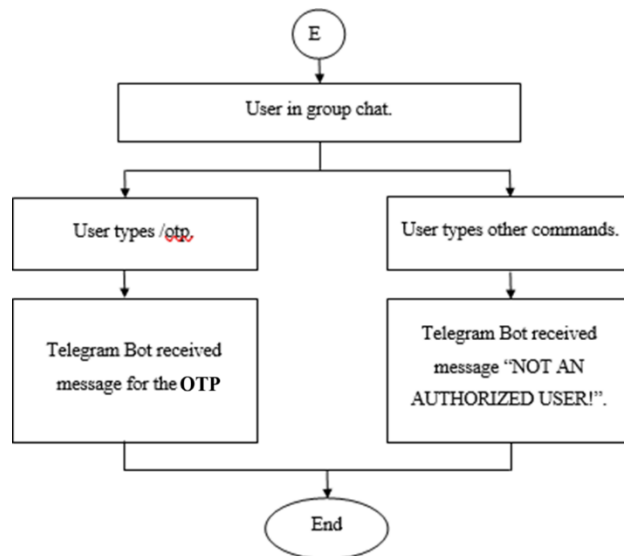 E
User in group chat.
User types /otp.
User types other commands.
Telegram Bot received
message for the OTP
Telegram Bot received
message “NOT AN
AUTHORIZED USER!”.
End